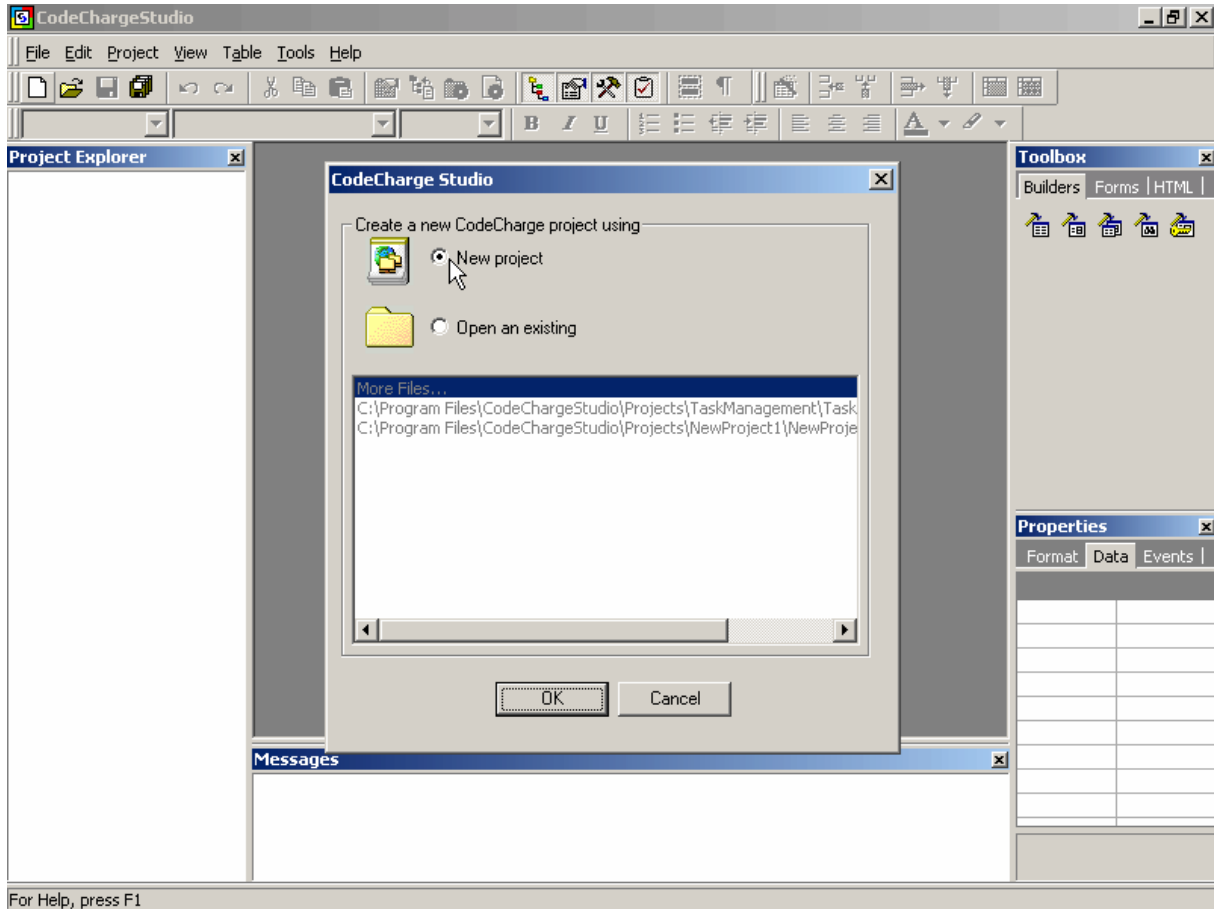 CodeChargeStudio
File Edit Project View Table Tools Help
B I U A
Project Explorer
Toolbox
Builders Forms HTML
CodeCharge Studio
Create a new CodeCharge project using
New project
Open an existing
More Files...
C:\Program Files\CodeChargeStudio\Projects\TaskManagement\Task
C:\Program Files\CodeChargeStudio\Projects\NewProject1\NewProje
OK Cancel
Properties
Format Data Events
Messages
For Help, press F1